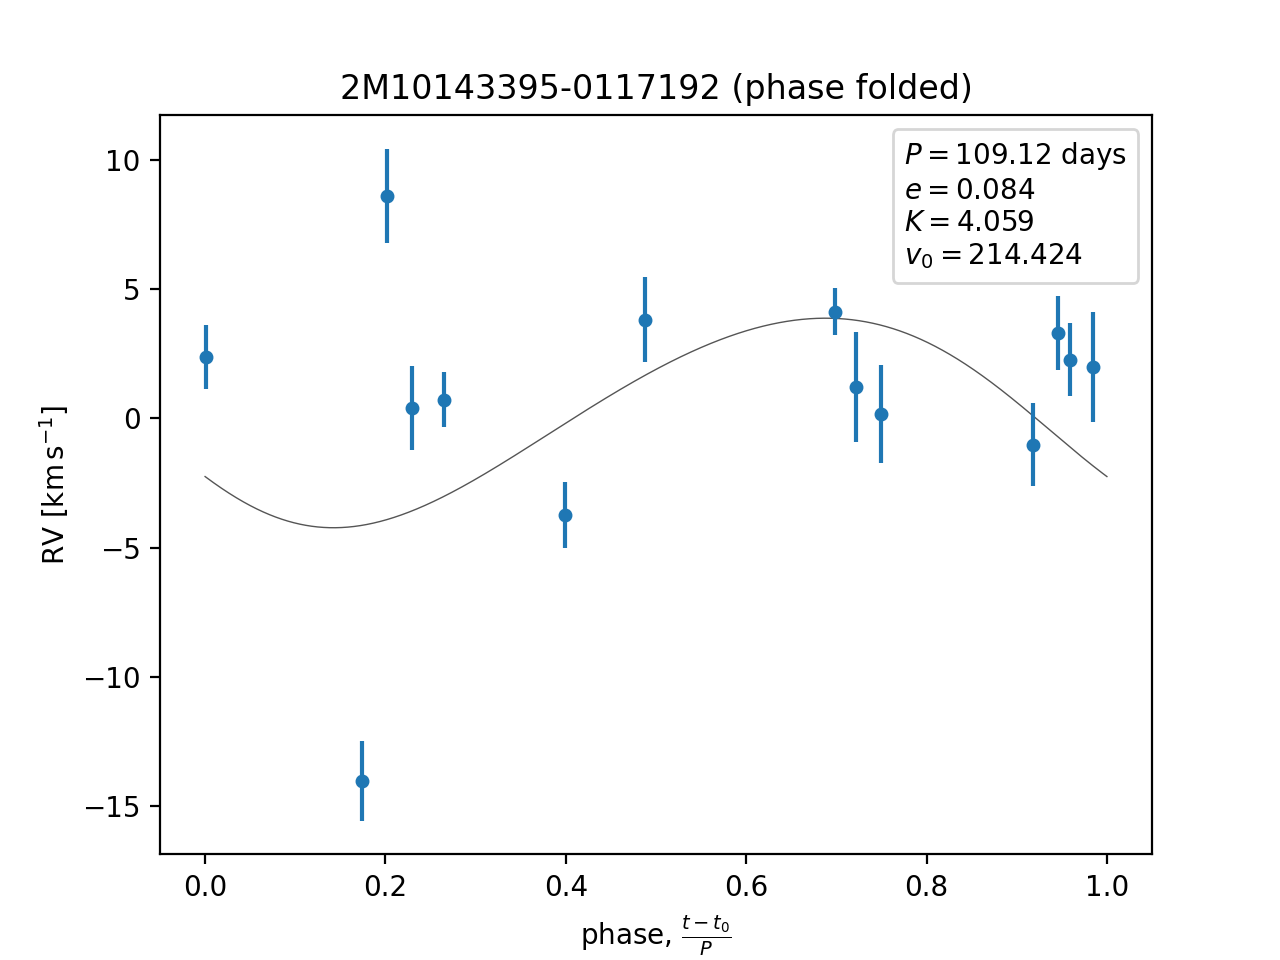 2M10143395-0117192 (phase folded)
P = 109.12 days
e = 0.084
K = 4.059
v₀ = 214.424
10
5
0
−5
−10
−15
RV [km s⁻¹]
0.0 0.2 0.4 0.6 0.8 1.0
phase, (t − t₀)/P